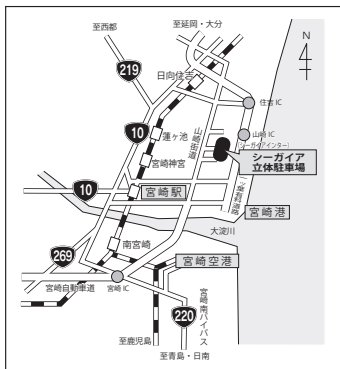 至延岡・大分
至西都
N
219
日向住吉
住吉IC
10
蓮ヶ池
山崎街道
山崎IC
(シーガイアインター)
宮崎神宮
シーガイア
立体駐車場
一ツ葉有料道路
10
宮崎駅
宮崎港
大淀川
南宮崎
269
宮崎空港
宮崎自動車道
宮崎IC
220
宮崎南バイパス
至鹿児島
至青島・日南